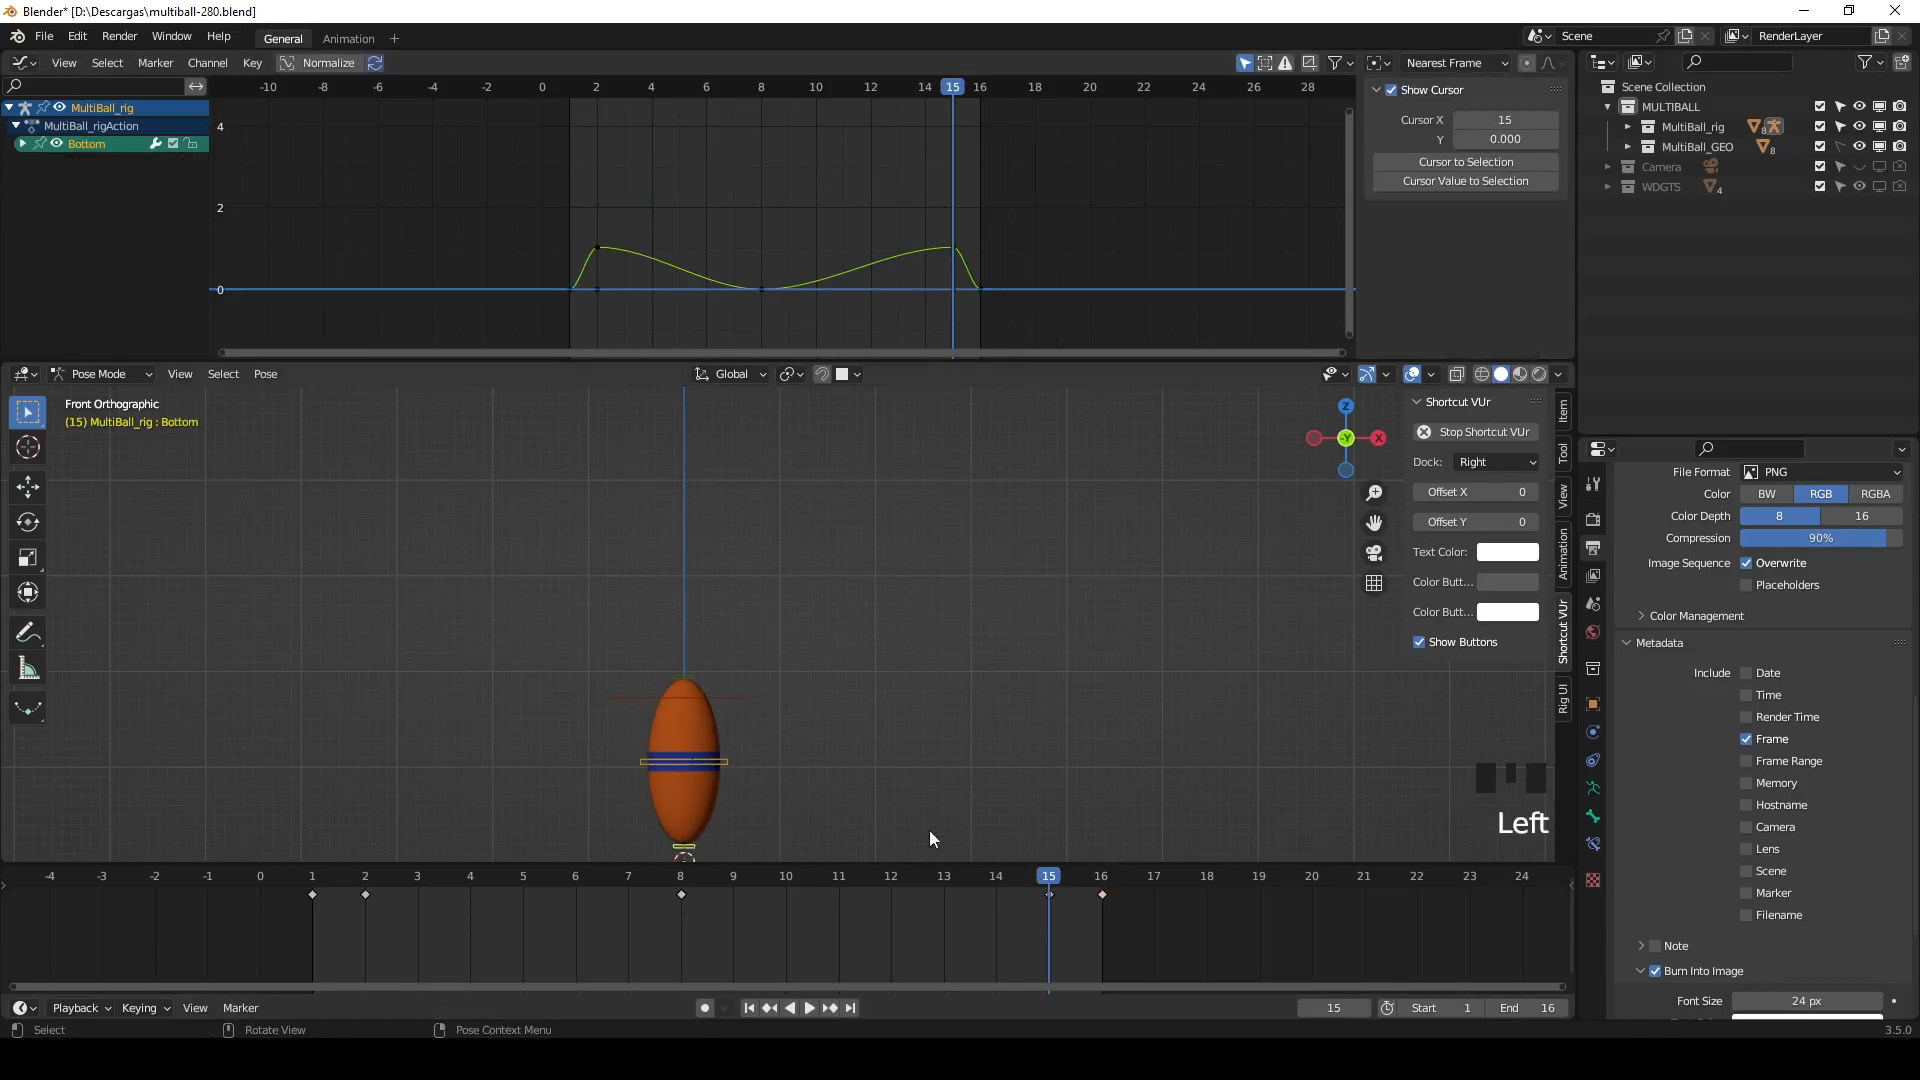 Blender* [D:\Descargas\multiball-280.blend]
File Edit Render Window Help General Animation + Scene RenderLayer
View Select Marker Channel Key Normalize Nearest Frame
-10 -8 -6 -4 -2 0 2 4 6 8 10 12 14 15 16 18 20 22 24 26 28
MultiBall_rig
MultiBall_rigAction
Bottom
4
2
0
Show Cursor
Cursor X 15
Y 0.000
Cursor to Selection
Cursor Value to Selection
Scene Collection
MULTIBALL
MultiBall_rig 8
MultiBall_GEO 8
Camera
WDGTS 4
Pose Mode View Select Pose Global
Front Orthographic
(15) MultiBall_rig : Bottom
Z
-Y
X
Shortcut VUr
Stop Shortcut VUr
Dock: Right
Offset X 0
Offset Y 0
Text Color:
Color Butt...
Color Butt...
Show Buttons
Item
Tool
View
Animation
Shortcut VUr
Rig UI
Left
File Format PNG
Color BW RGB RGBA
Color Depth 8 16
Compression 90%
Image Sequence Overwrite
Placeholders
Color Management
Metadata
Include Date
Time
Render Time
Frame
Frame Range
Memory
Hostname
Camera
Lens
Scene
Marker
Filename
Note
Burn Into Image
Font Size 24 px
-4 -3 -2 -1 0 1 2 3 4 5 6 7 8 9 10 11 12 13 14 15 16 17 18 19 20 21 22 23 24
Playback Keying View Marker 15 Start 1 End 16
Select Rotate View Pose Context Menu 3.5.0